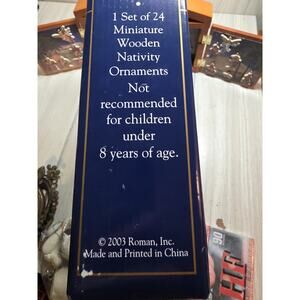 1 Set of 24
Miniature
Wooden
Nativity
Ornaments
Not
recommended
for children
under
8 years of age.
© 2003 Roman, Inc.
Made and Printed in China
90